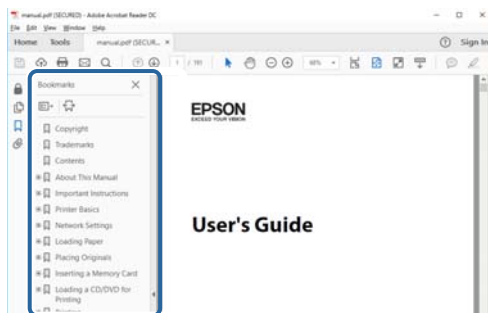 manual.pdf (SECURED) - Adobe Acrobat Reader DC
File Edit View Window Help
Home Tools manual.pdf (SECUR... ×
Sign In
1 / 191
Bookmarks
Copyright
Trademarks
Contents
About This Manual
Important Instructions
Printer Basics
Network Settings
Loading Paper
Placing Originals
Inserting a Memory Card
Loading a CD/DVD for
Printing
EPSON
EXCEED YOUR VISION
User's Guide